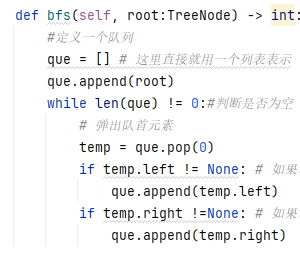 def bfs(self, root:TreeNode) -> int:
#定义一个队列
que = [] # 这里直接就用一个列表表示
que.append(root)
while len(que) != 0:#判断是否为空
# 弹出队首元素
temp = que.pop(0)
if temp.left != None: # 如果
que.append(temp.left)
if temp.right !=None: # 如果
que.append(temp.right)